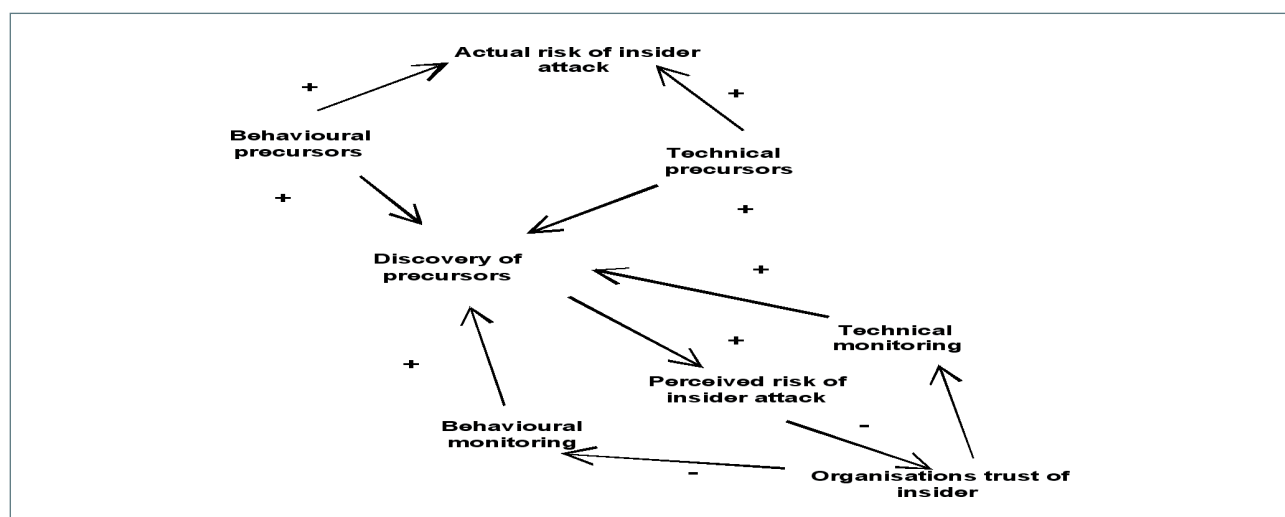 Actual risk of insider
attack
+
+
Behavioural
precursors
Technical
precursors
+
+
Discovery of
precursors
+
Technical
monitoring
+
+
Perceived risk of
insider attack
Behavioural
monitoring
-
-
Organisations trust of
insider